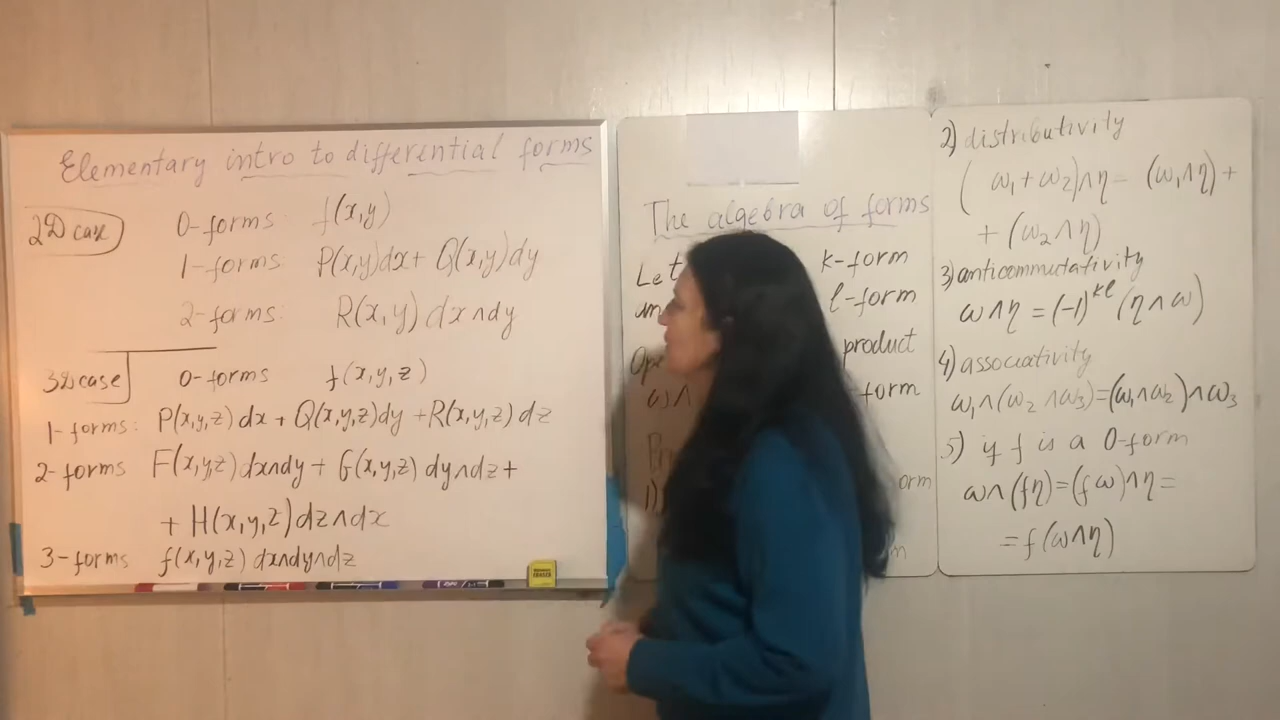 Elementary intro to differential forms
2D case
0-forms: f(x,y)
1-forms: P(x,y)dx + Q(x,y)dy
2-forms: R(x,y) dx∧dy
3D case
0-forms f(x,y,z)
1-forms: P(x,y,z) dx + Q(x,y,z)dy + R(x,y,z) dz
2-forms F(x,y,z) dx∧dy + G(x,y,z) dy∧dz +
+ H(x,y,z) dz∧dx
3-forms f(x,y,z) dx∧dy∧dz
The algebra of forms
Let k-form
l-form
product
form
1)
2) distributivity
(ω₁+ω₂)∧η = (ω₁∧η) +
+ (ω₂∧η)
3) anticommutativity
ω∧η = (-1)^{kl} (η∧ω)
4) associativity
ω₁∧(ω₂∧ω₃)=(ω₁∧ω₂)∧ω₃
5) if f is a 0-form
ω∧(fη)=(fω)∧η=
=f(ω∧η)